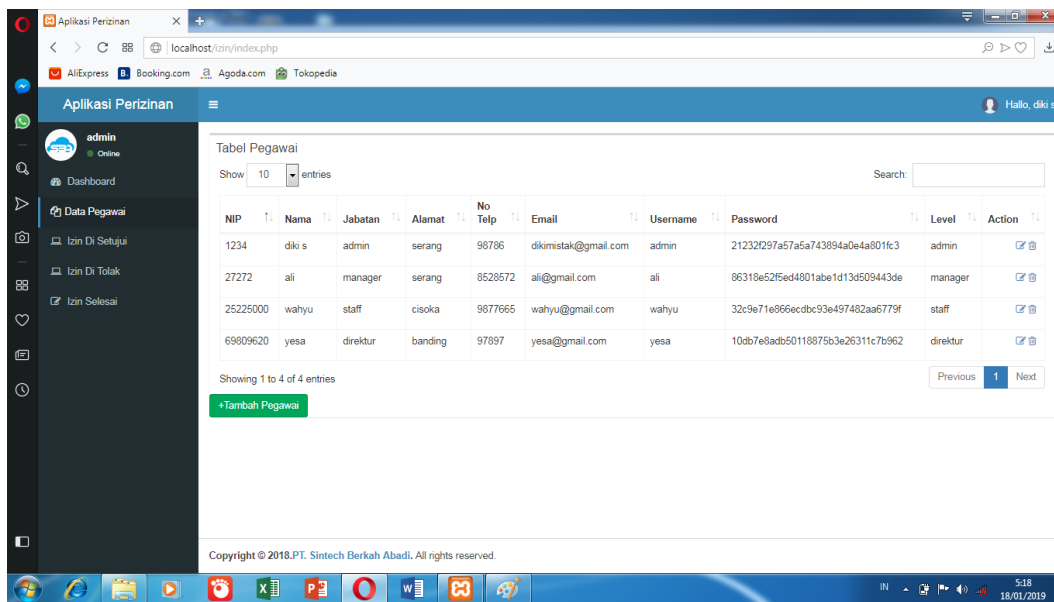 Aplikasi Perizinan
localhost/izin/index.php
AliExpress B. Booking.com a Agoda.com Tokopedia
Aplikasi Perizinan
Hallo, diki s
admin
Online
Dashboard
Data Pegawai
Izin Di Setujui
Izin Di Tolak
Izin Selesai
Tabel Pegawai
Show 10 entries Search:
NIP Nama Jabatan Alamat No Telp Email Username Password Level Action
1234 diki s admin serang 98786 dikimistak@gmail.com admin 21232f297a57a5a743894a0e4a801fc3 admin
27272 ali manager serang 8528572 ali@gmail.com ali 86318e52f5ed4801abe1d13d509443de manager
25225000 wahyu staff cisoka 9877665 wahyu@gmail.com wahyu 32c9e71e866ecdbc93e497482aa6779f staff
69809620 yesa direktur banding 97897 yesa@gmail.com yesa 10db7e8adb50118875b3e26311c7b962 direktur
Showing 1 to 4 of 4 entries Previous 1 Next
+Tambah Pegawai
Copyright © 2018.PT. Sintech Berkah Abadi. All rights reserved.
IN 5:18
18/01/2019